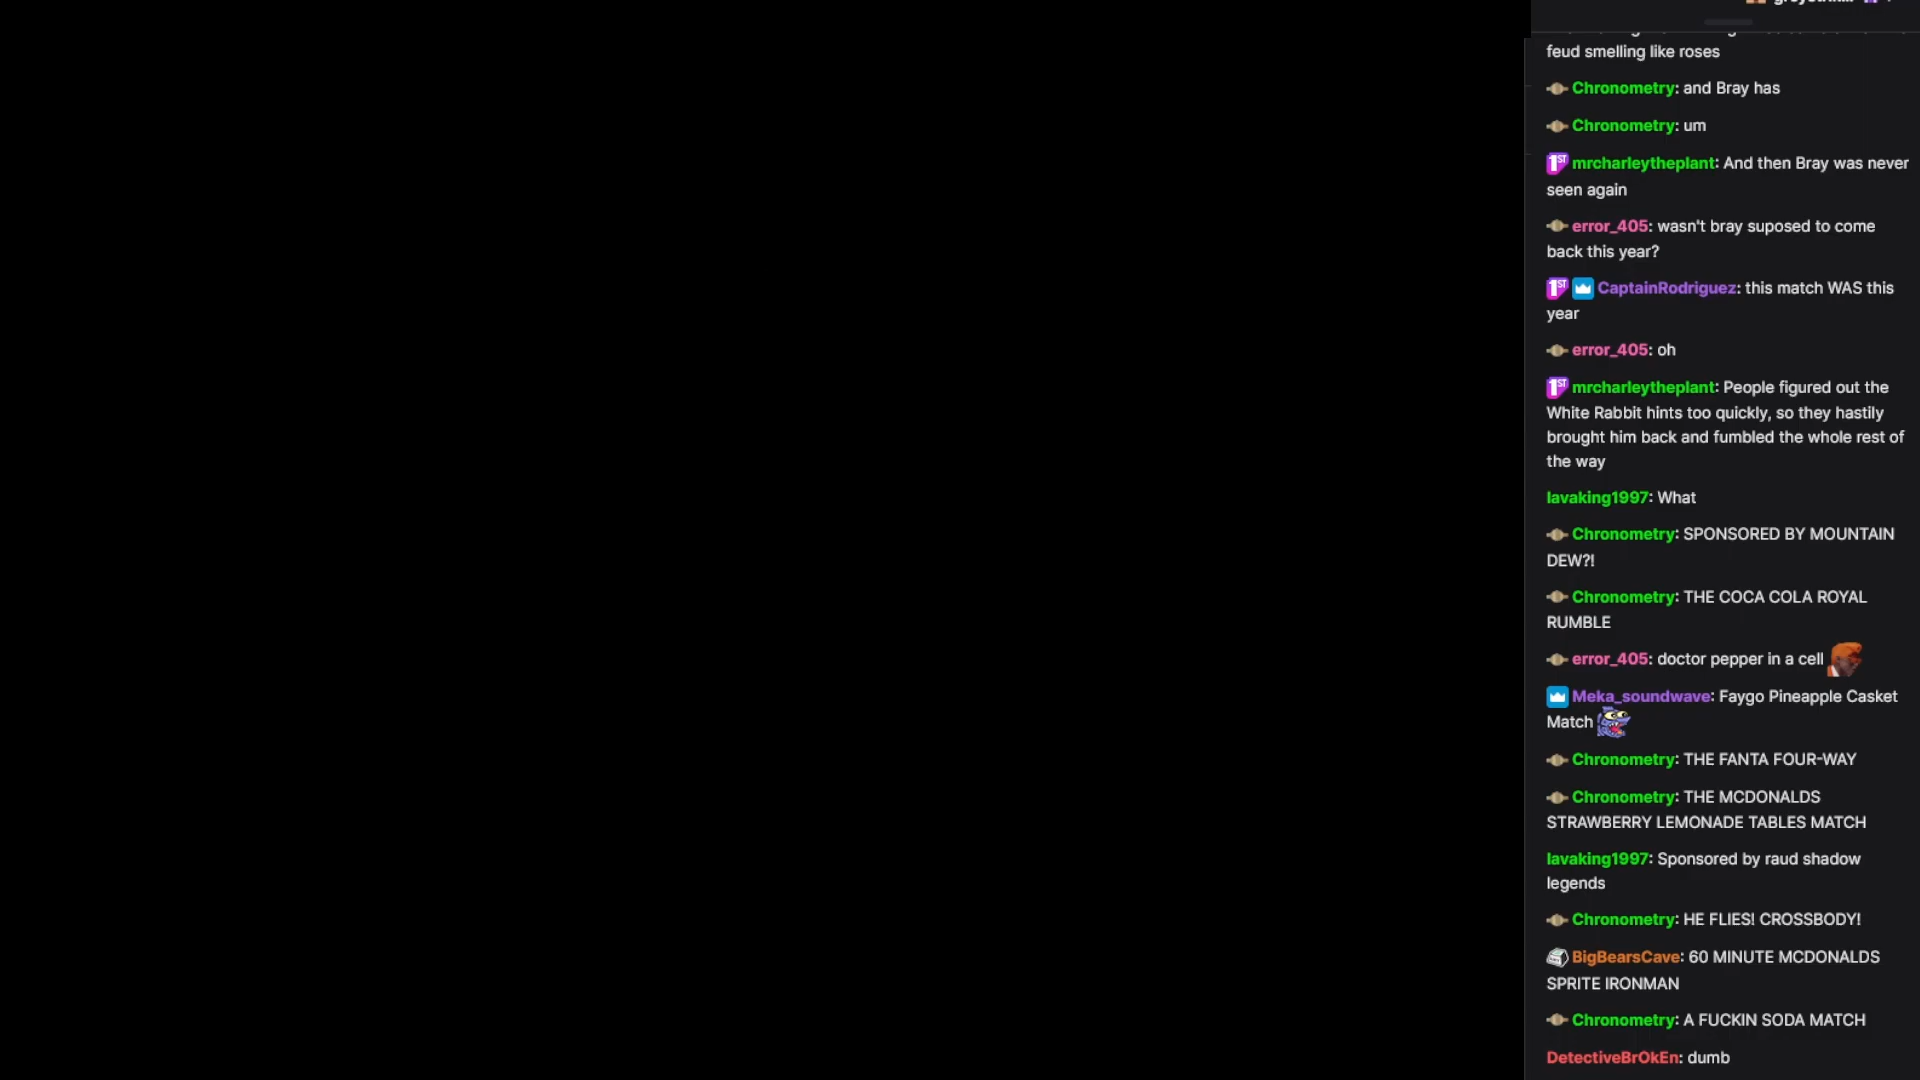 feud smelling like roses
Chronometry: and Bray has
Chronometry: um
1ST mrcharleytheplant: And then Bray was never
seen again
error_405: wasn't bray suposed to come
back this year?
1ST CaptainRodriguez: this match WAS this
year
error_405: oh
1ST mrcharleytheplant: People figured out the
White Rabbit hints too quickly, so they hastily
brought him back and fumbled the whole rest of
the way
lavaking1997: What
Chronometry: SPONSORED BY MOUNTAIN
DEW?!
Chronometry: THE COCA COLA ROYAL
RUMBLE
error_405: doctor pepper in a cell
Meka_soundwave: Faygo Pineapple Casket
Match
Chronometry: THE FANTA FOUR-WAY
Chronometry: THE MCDONALDS
STRAWBERRY LEMONADE TABLES MATCH
lavaking1997: Sponsored by raud shadow
legends
Chronometry: HE FLIES! CROSSBODY!
BigBearsCave: 60 MINUTE MCDONALDS
SPRITE IRONMAN
Chronometry: A FUCKIN SODA MATCH
DetectiveBrOkEn: dumb